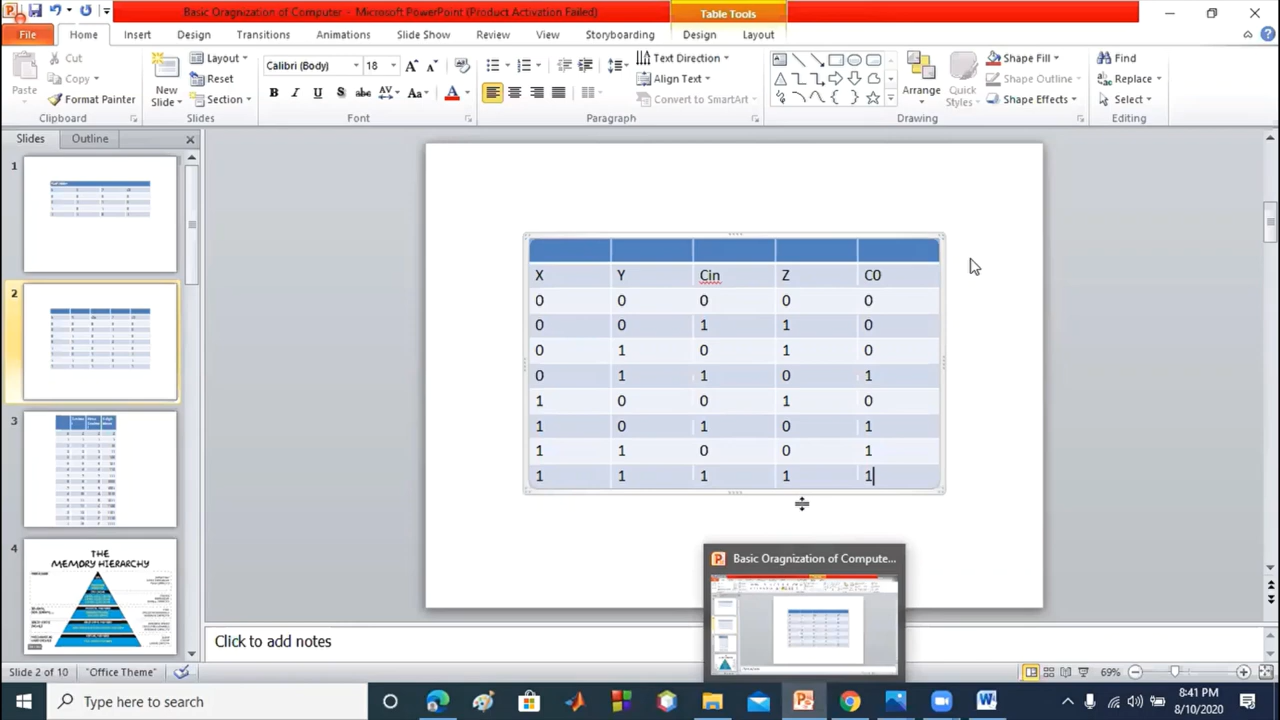 Basic Oragnization of Computer - Microsoft PowerPoint (Product Activation Failed)
Table Tools
File Home Insert Design Transitions Animations Slide Show Review View Storyboarding Design Layout
Paste
Cut
Copy
Format Painter
Clipboard
New Slide
Layout
Reset
Section
Slides
Calibri (Body) 18
Font
Paragraph
Text Direction
Align Text
Convert to SmartArt
Arrange
Quick Styles
Drawing
Shape Fill
Shape Outline
Shape Effects
Find
Replace
Select
Editing
Slides Outline
1
2
3
4
THE
MEMORY HIERARCHY
X Y Cin Z C0
0 0 0 0 0
0 0 1 1 0
0 1 0 1 0
0 1 1 0 1
1 0 0 1 0
1 0 1 0 1
1 1 0 0 1
1 1 1 1 1
Basic Oragnization of Compute...
Click to add notes
Slide 2 of 10 "Office Theme" 69%
Type here to search
8:41 PM
8/10/2020